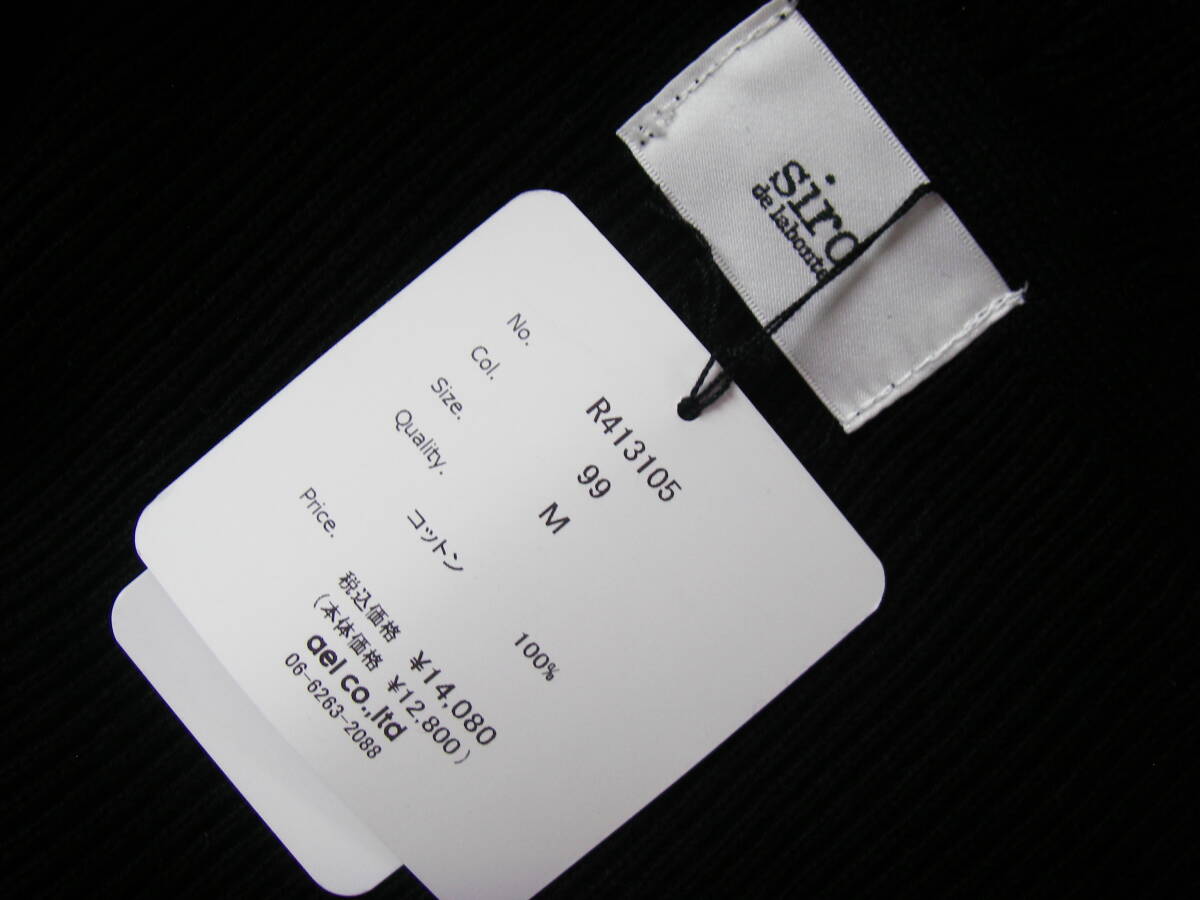 siro
de labonte
No. R413105
Col. 99
Size. M
Quality.
コットン 100%
Price.
税込価格 ¥14,080
(本体価格 ¥12,800)
ael co.,ltd
06-6263-2088